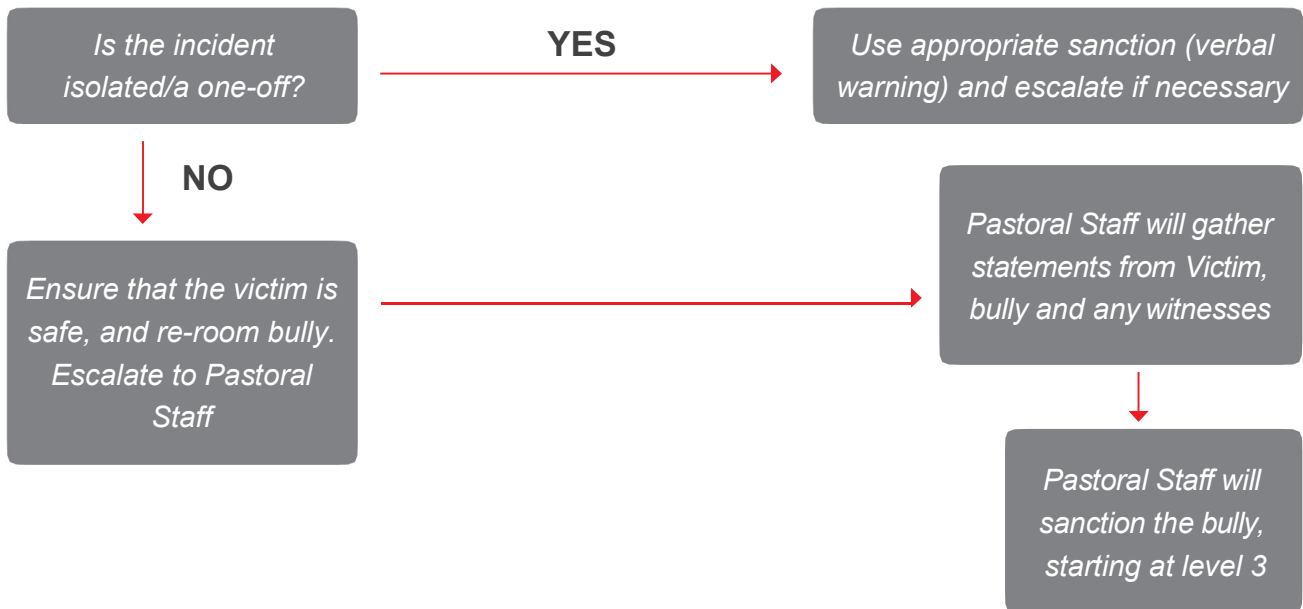 Is the incident
isolated/a one-off?
YES
Use appropriate sanction (verbal
warning) and escalate if necessary
NO
Ensure that the victim is
safe, and re-room bully.
Escalate to Pastoral
Staff
Pastoral Staff will gather
statements from Victim,
bully and any witnesses
Pastoral Staff will
sanction the bully,
starting at level 3